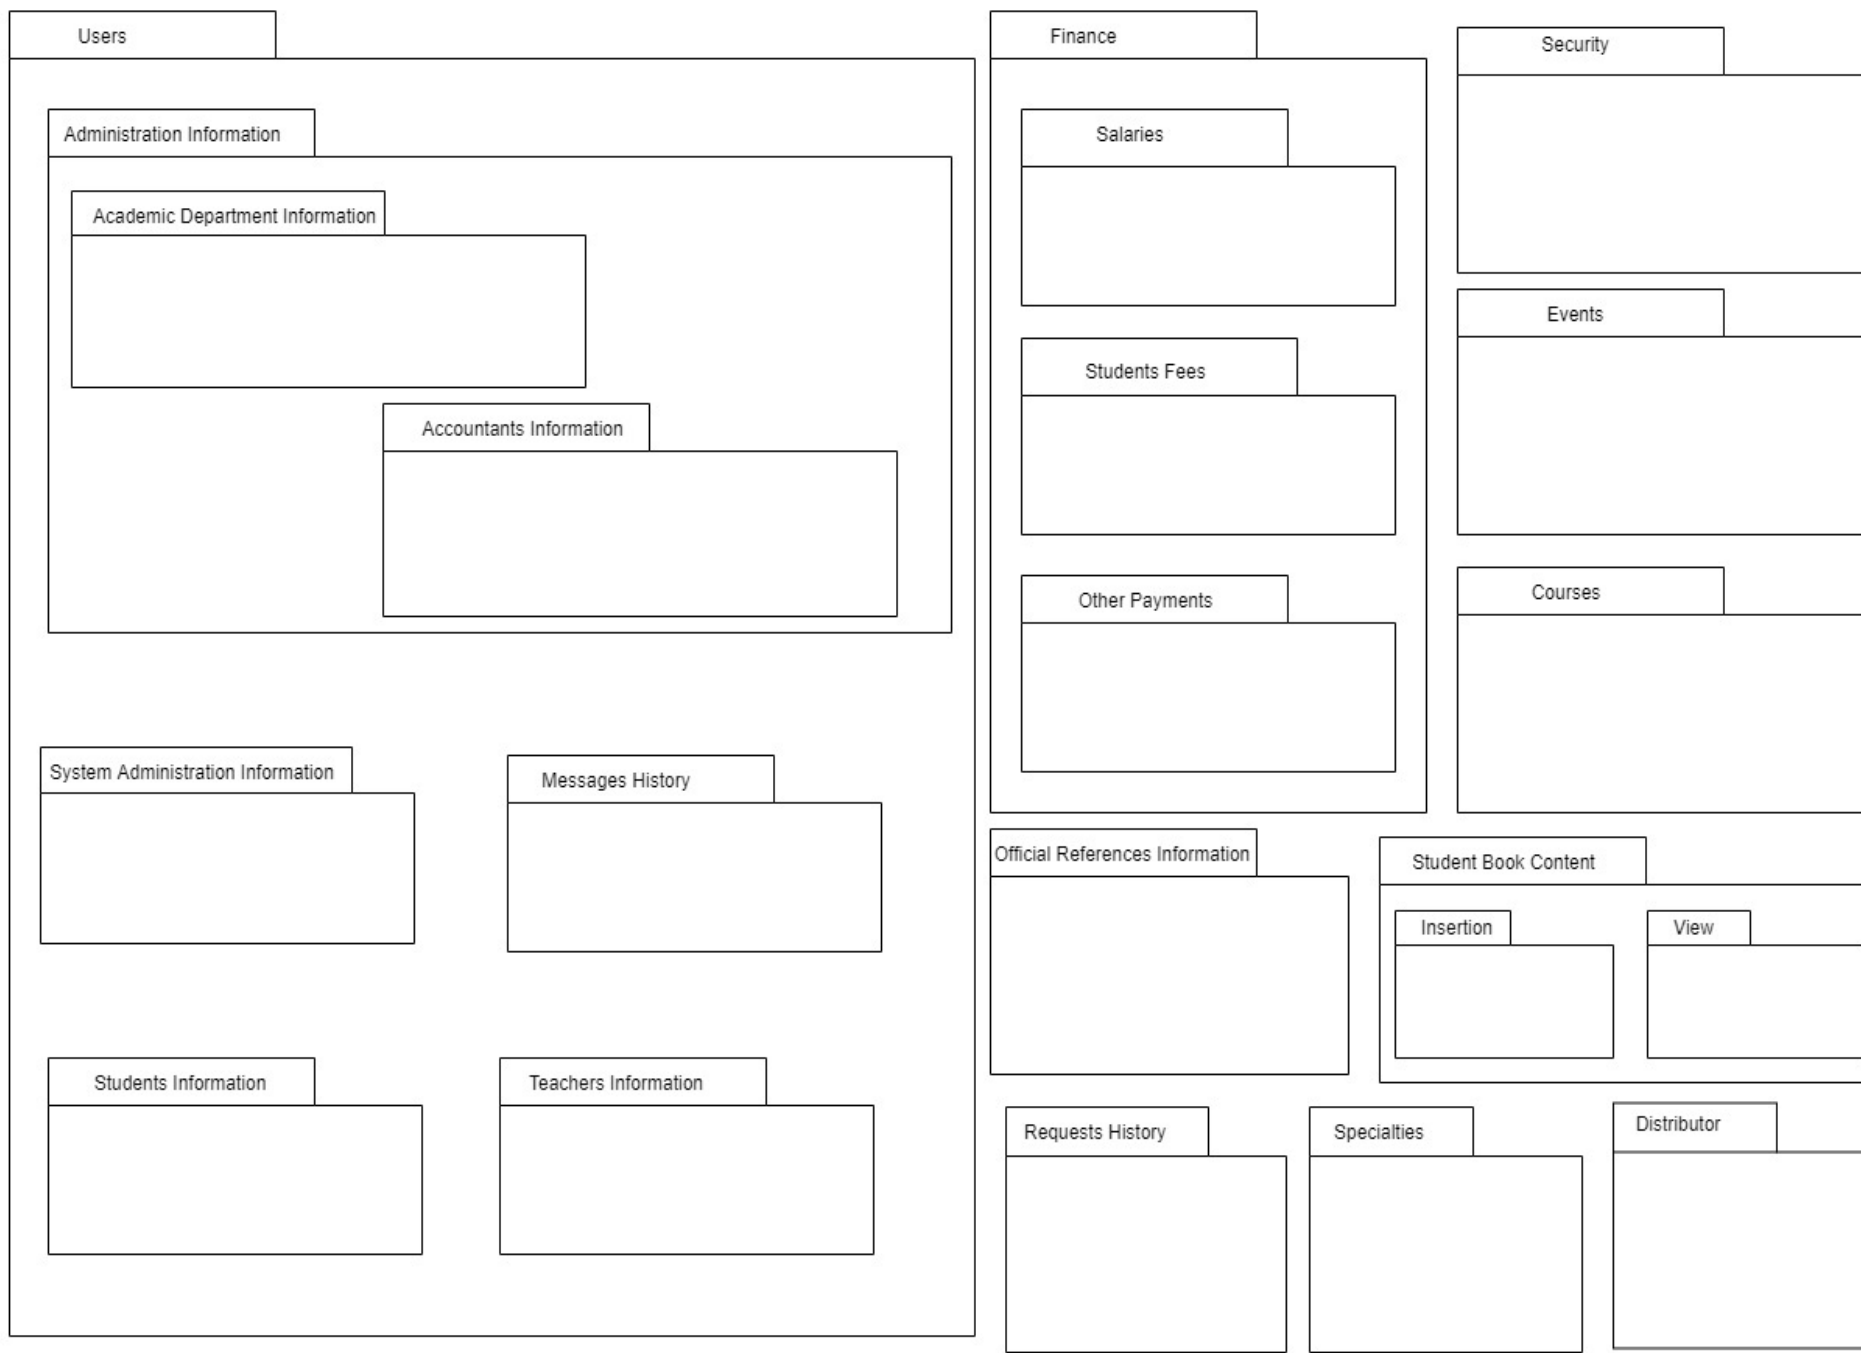 Users
Administration Information
Academic Department Information
Accountants Information
System Administration Information
Messages History
Students Information
Teachers Information
Finance
Salaries
Students Fees
Other Payments
Security
Events
Courses
Official References Information
Student Book Content
Insertion
View
Requests History
Specialties
Distributor